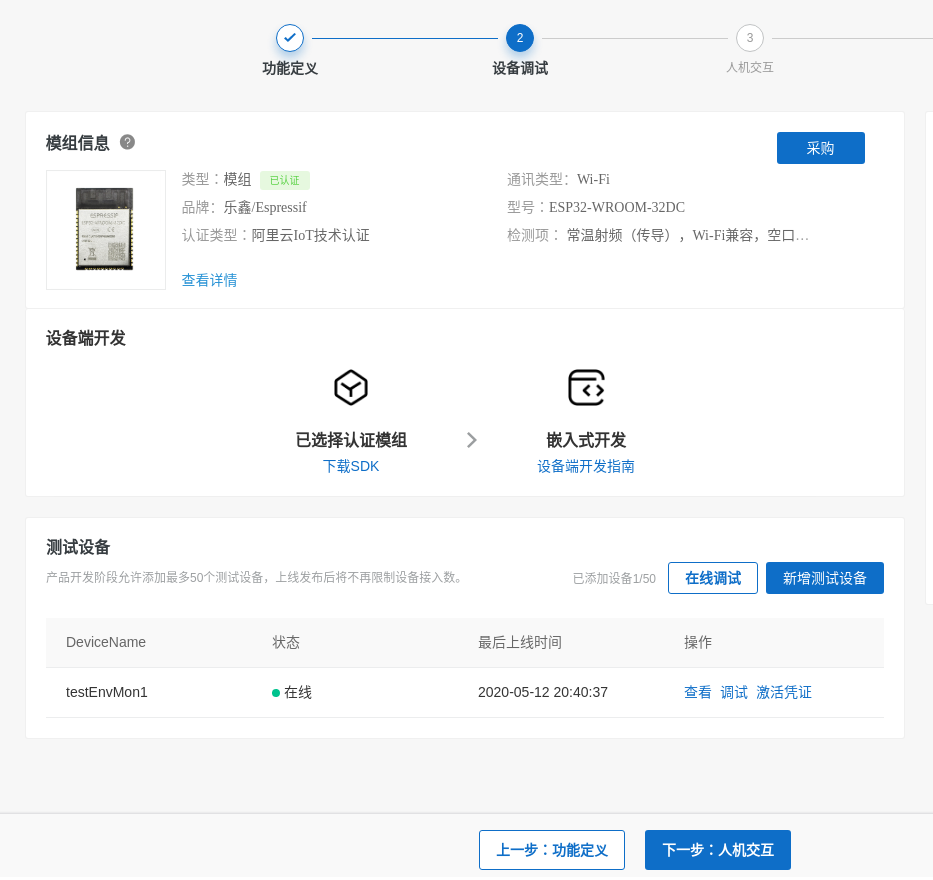 2
3
功能定义
设备调试
人机交互
模组信息 ?
采购
类型：模组 已认证
通讯类型：Wi-Fi
品牌：乐鑫/Espressif
型号：ESP32-WROOM-32DC
认证类型：阿里云IoT技术认证
检测项： 常温射频（传导），Wi-Fi兼容，空口...
ESPRESSIF
查看详情
设备端开发
已选择认证模组
嵌入式开发
下载SDK
设备端开发指南
测试设备
产品开发阶段允许添加最多50个测试设备，上线发布后将不再限制设备接入数。
已添加设备1/50
在线调试
新增测试设备
DeviceName 状态 最后上线时间 操作
testEnvMon1 在线 2020-05-12 20:40:37 查看 调试 激活凭证
上一步：功能定义
下一步：人机交互